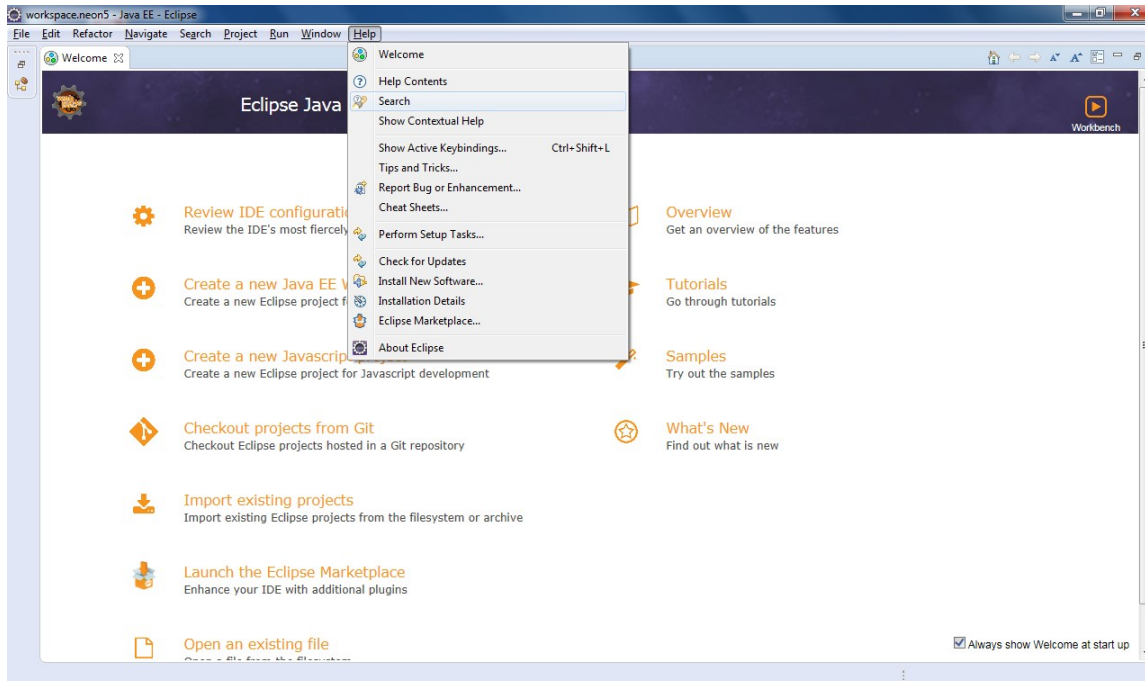 workspace.neon5 - Java EE - Eclipse
File Edit Refactor Navigate Search Project Run Window Help
Welcome
Eclipse Java
Workbench
Welcome
Help Contents
Search
Show Contextual Help
Show Active Keybindings... Ctrl+Shift+L
Tips and Tricks...
Report Bug or Enhancement...
Cheat Sheets...
Perform Setup Tasks...
Check for Updates
Install New Software...
Installation Details
Eclipse Marketplace...
About Eclipse
Review IDE
Review the IDE's most fiercely
Create a new Java EE
Create a new Eclipse project
Create a new Javascrip
Create a new Eclipse project for Javascript development
Checkout projects from Git
Checkout Eclipse projects hosted in a Git repository
Import existing projects
Import existing Eclipse projects from the filesystem or archive
Launch the Eclipse Marketplace
Enhance your IDE with additional plugins
Open an existing file
Overview
Get an overview of the features
Tutorials
Go through tutorials
Samples
Try out the samples
What's New
Find out what is new
Always show Welcome at start up